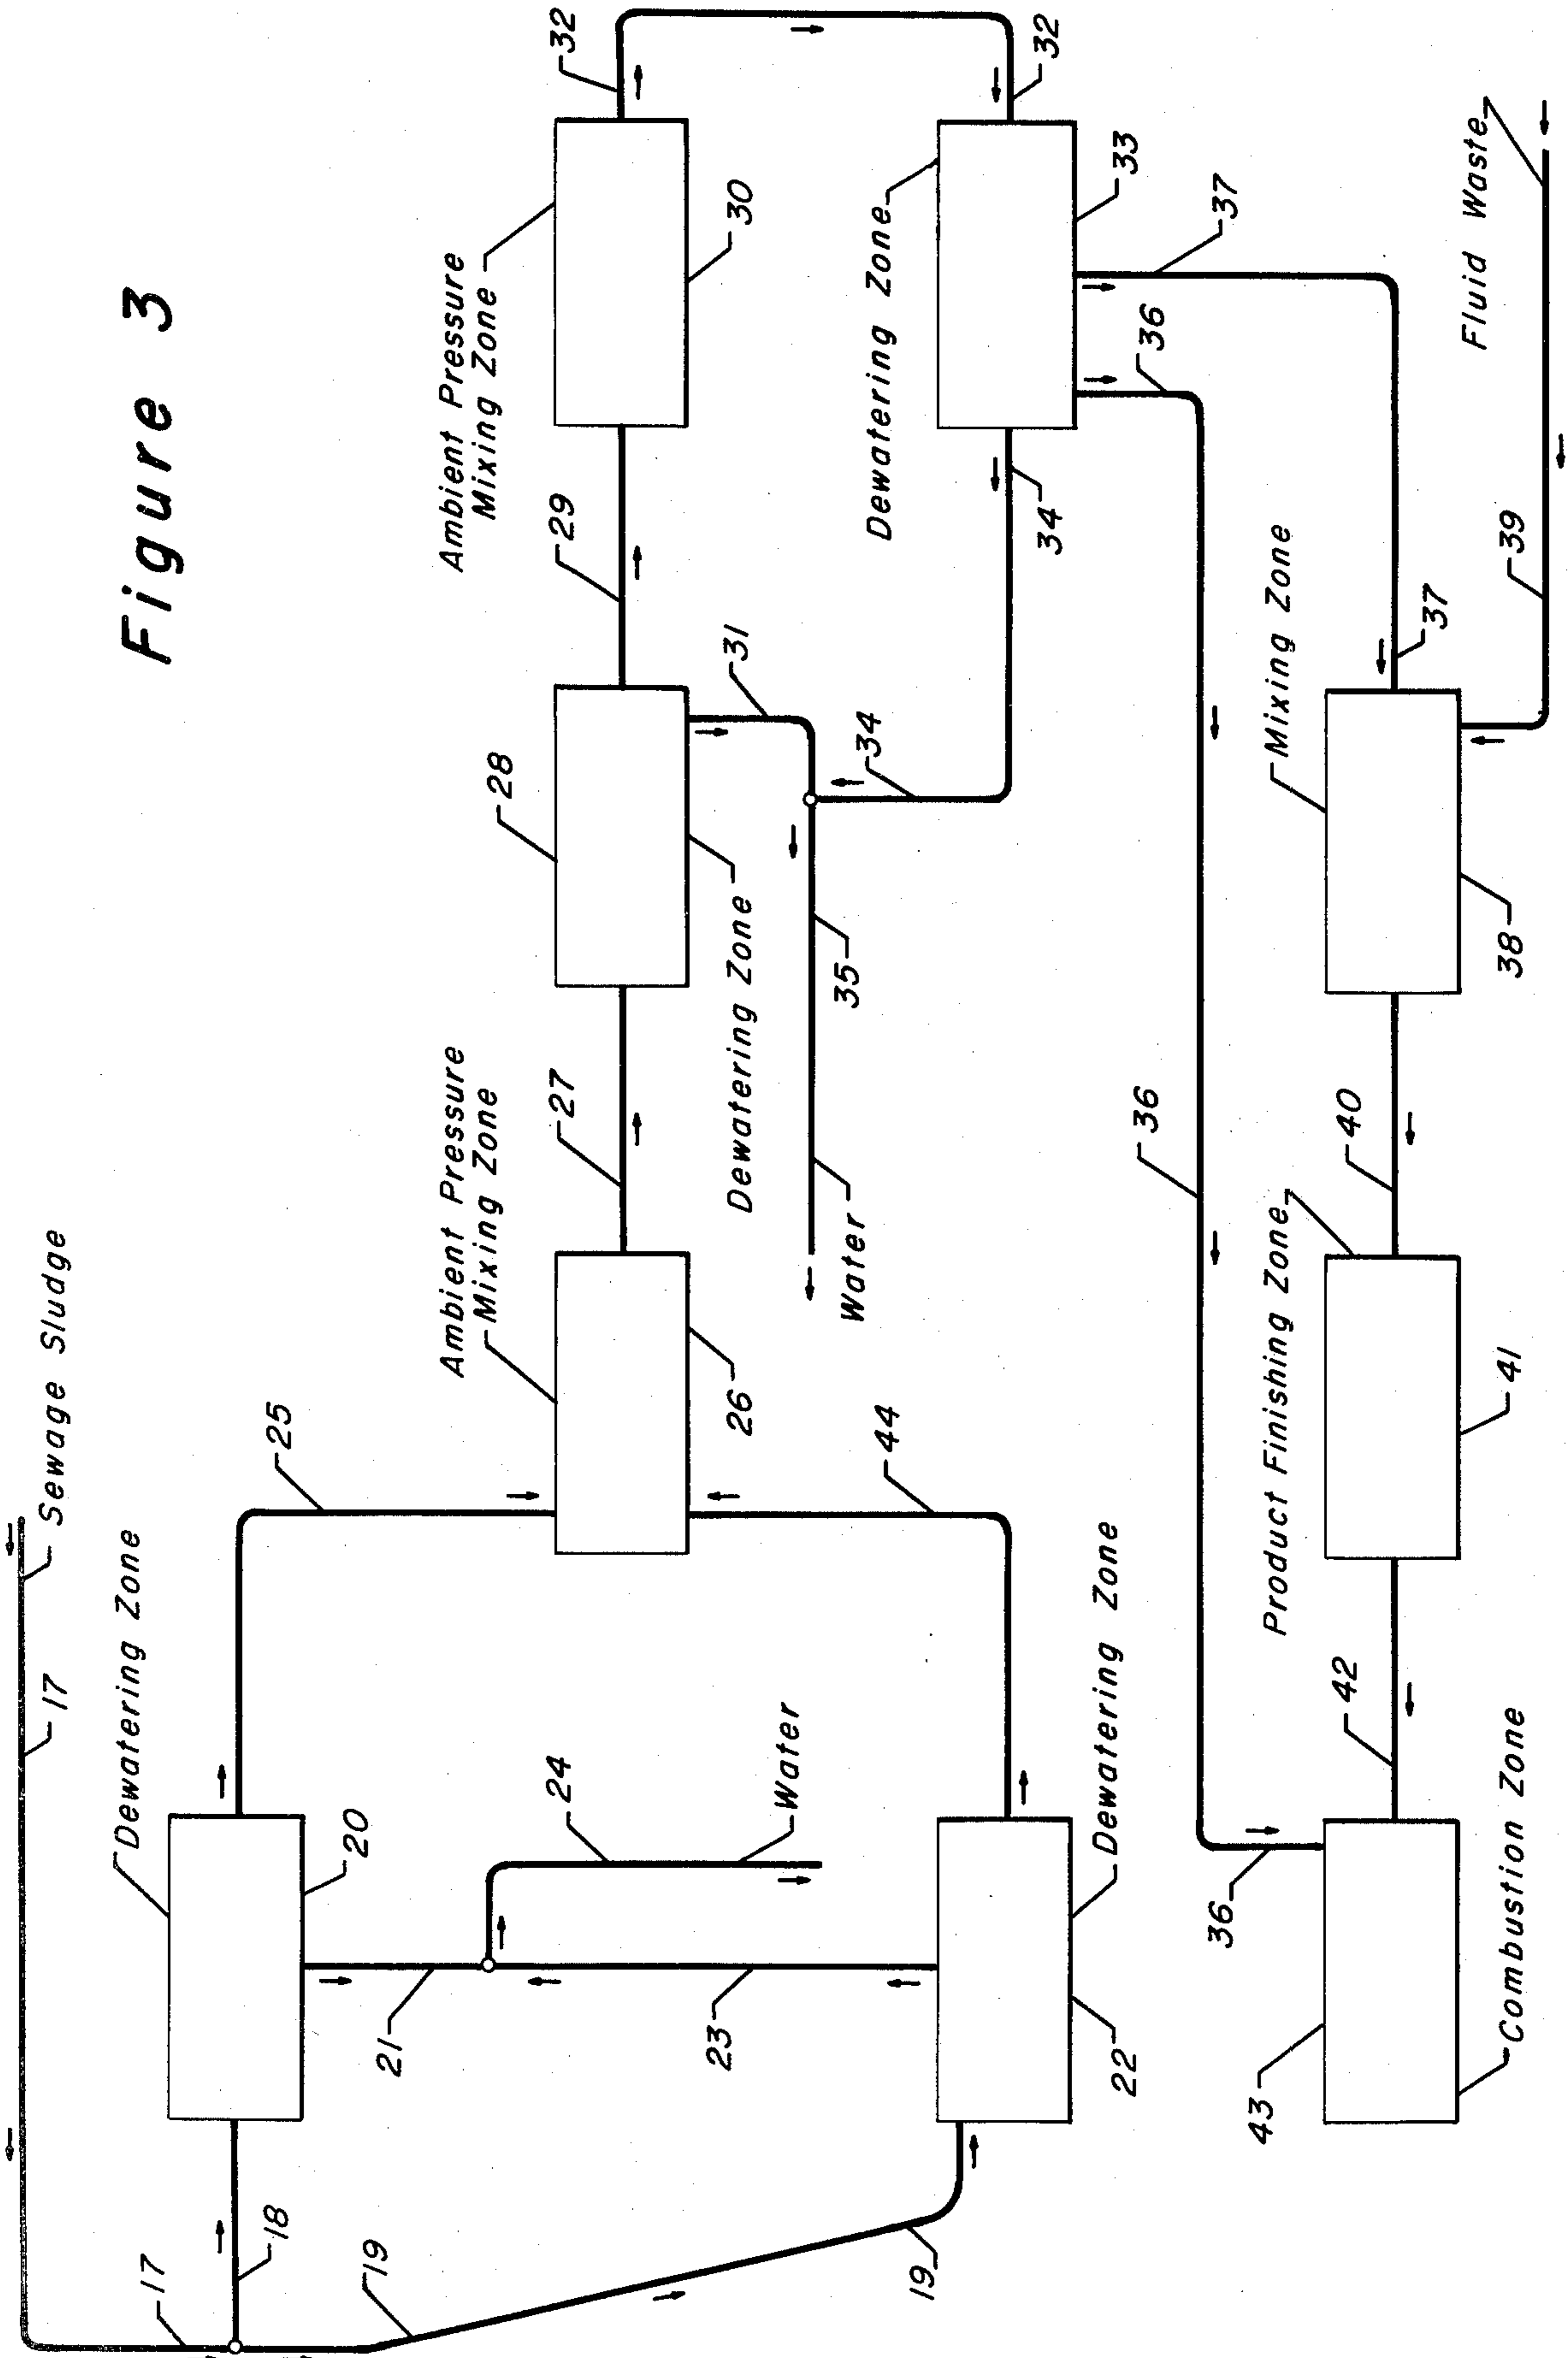 Figure 3
Sewage Sludge
17
17
18
19
19
Dewatering Zone
20
21
23
24
Water
22
Dewatering Zone
25
44
Ambient Pressure
Mixing Zone
26
27
28
Dewatering Zone
29
31
Ambient Pressure
Mixing Zone
30
32
32
Dewatering Zone
33
34
34
35
Water
36
36
36
37
37
Fluid Waste
39
Mixing Zone
38
40
Product Finishing Zone
41
42
43
Combustion Zone